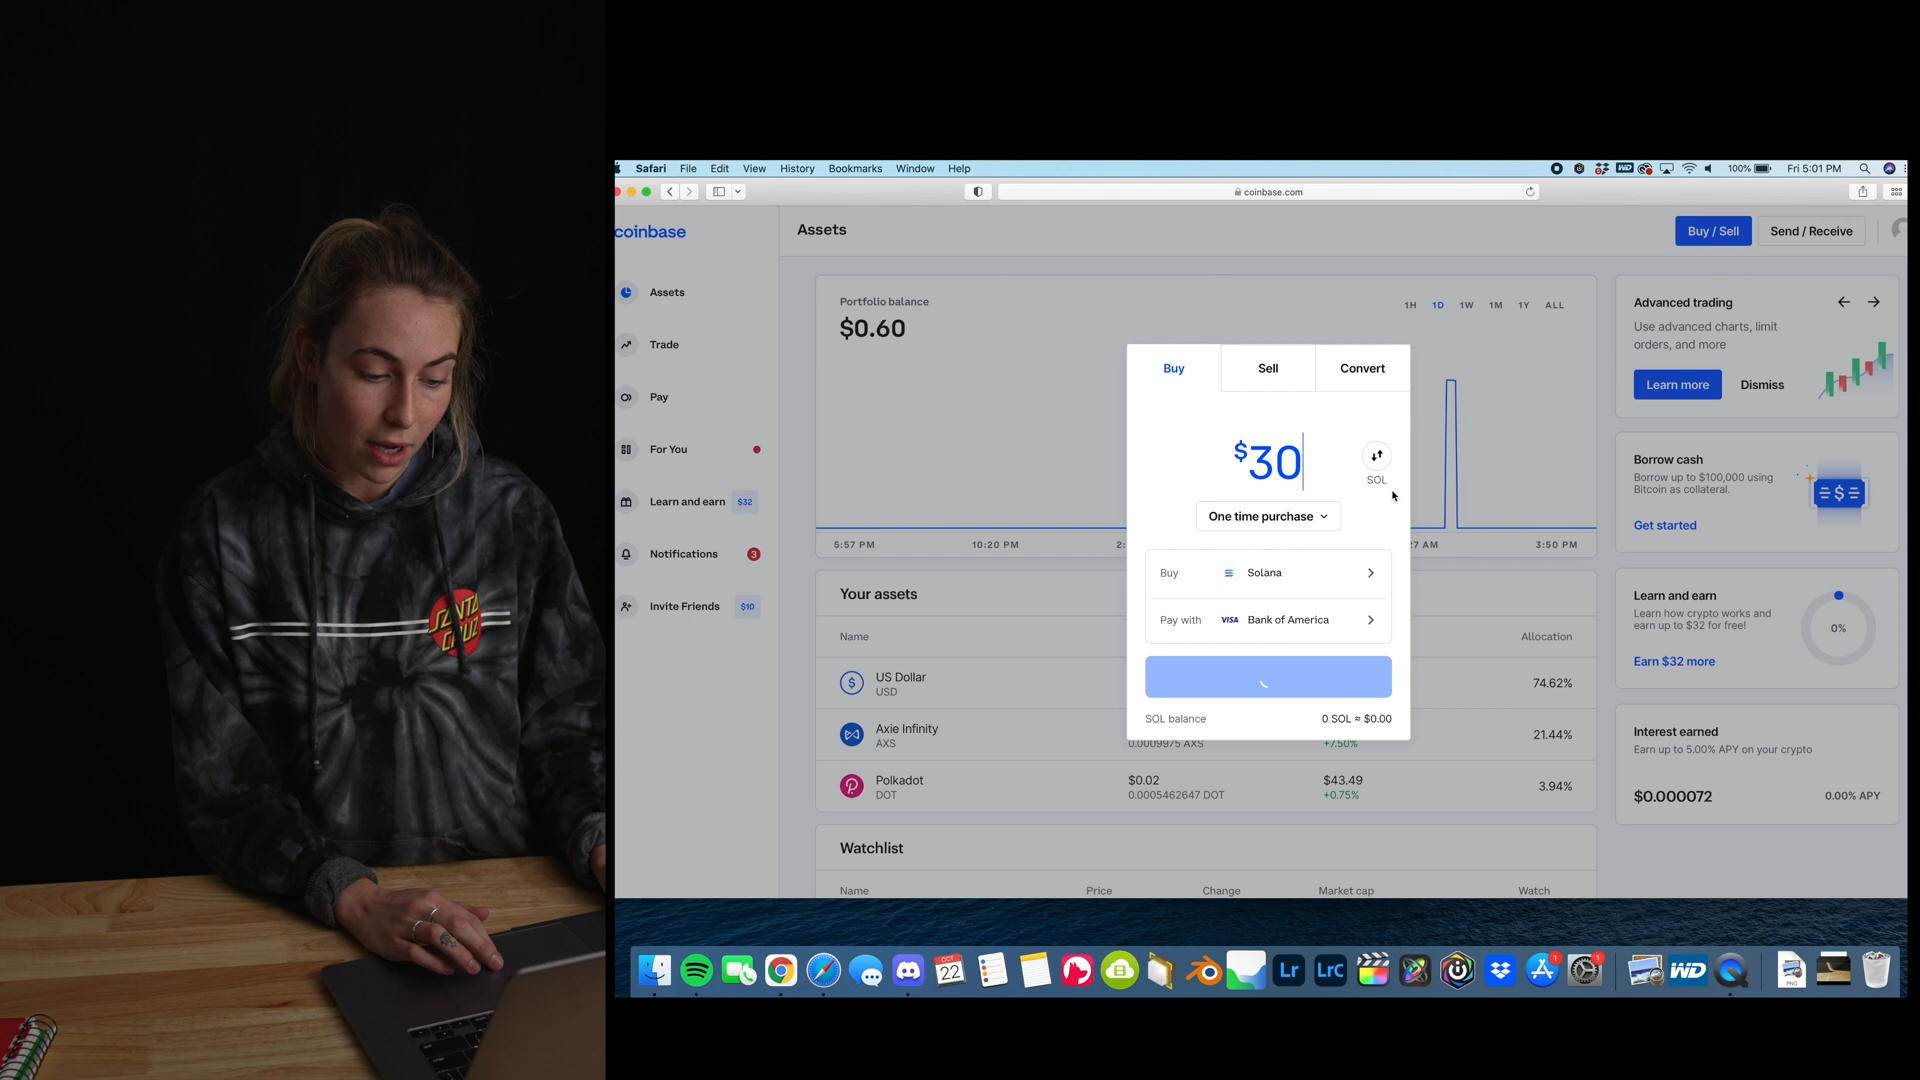 Safari File Edit View History Bookmarks Window Help
100% Fri 5:01 PM
coinbase.com
coinbase
Assets
Buy / Sell
Send / Receive
Assets
Trade
Pay
For You
Learn and earn $32
Notifications 3
Invite Friends $10
Portfolio balance
$0.60
1H 1D 1W 1M 1Y ALL
5:57 PM 10:20 PM 2: 27 AM 3:50 PM
Buy Sell Convert
$30
SOL
One time purchase
Buy Solana
Pay with VISA Bank of America
SOL balance 0 SOL ≈ $0.00
Your assets
Name Allocation
US Dollar
USD
74.62%
Axie Infinity
AXS
0.0009975 AXS
+7.50%
21.44%
Polkadot
DOT
$0.02
0.0005462647 DOT
$43.49
+0.75%
3.94%
Watchlist
Name Price Change Market cap Watch
Advanced trading
Use advanced charts, limit
orders, and more
Learn more Dismiss
Borrow cash
Borrow up to $100,000 using
Bitcoin as collateral.
Get started
Learn and earn
Learn how crypto works and
earn up to $32 for free!
0%
Earn $32 more
Interest earned
Earn up to 5.00% APY on your crypto
$0.000072 0.00% APY
OCT
22
Lr
LrC
1
1
WD
PNG
SANTA
CRUZ